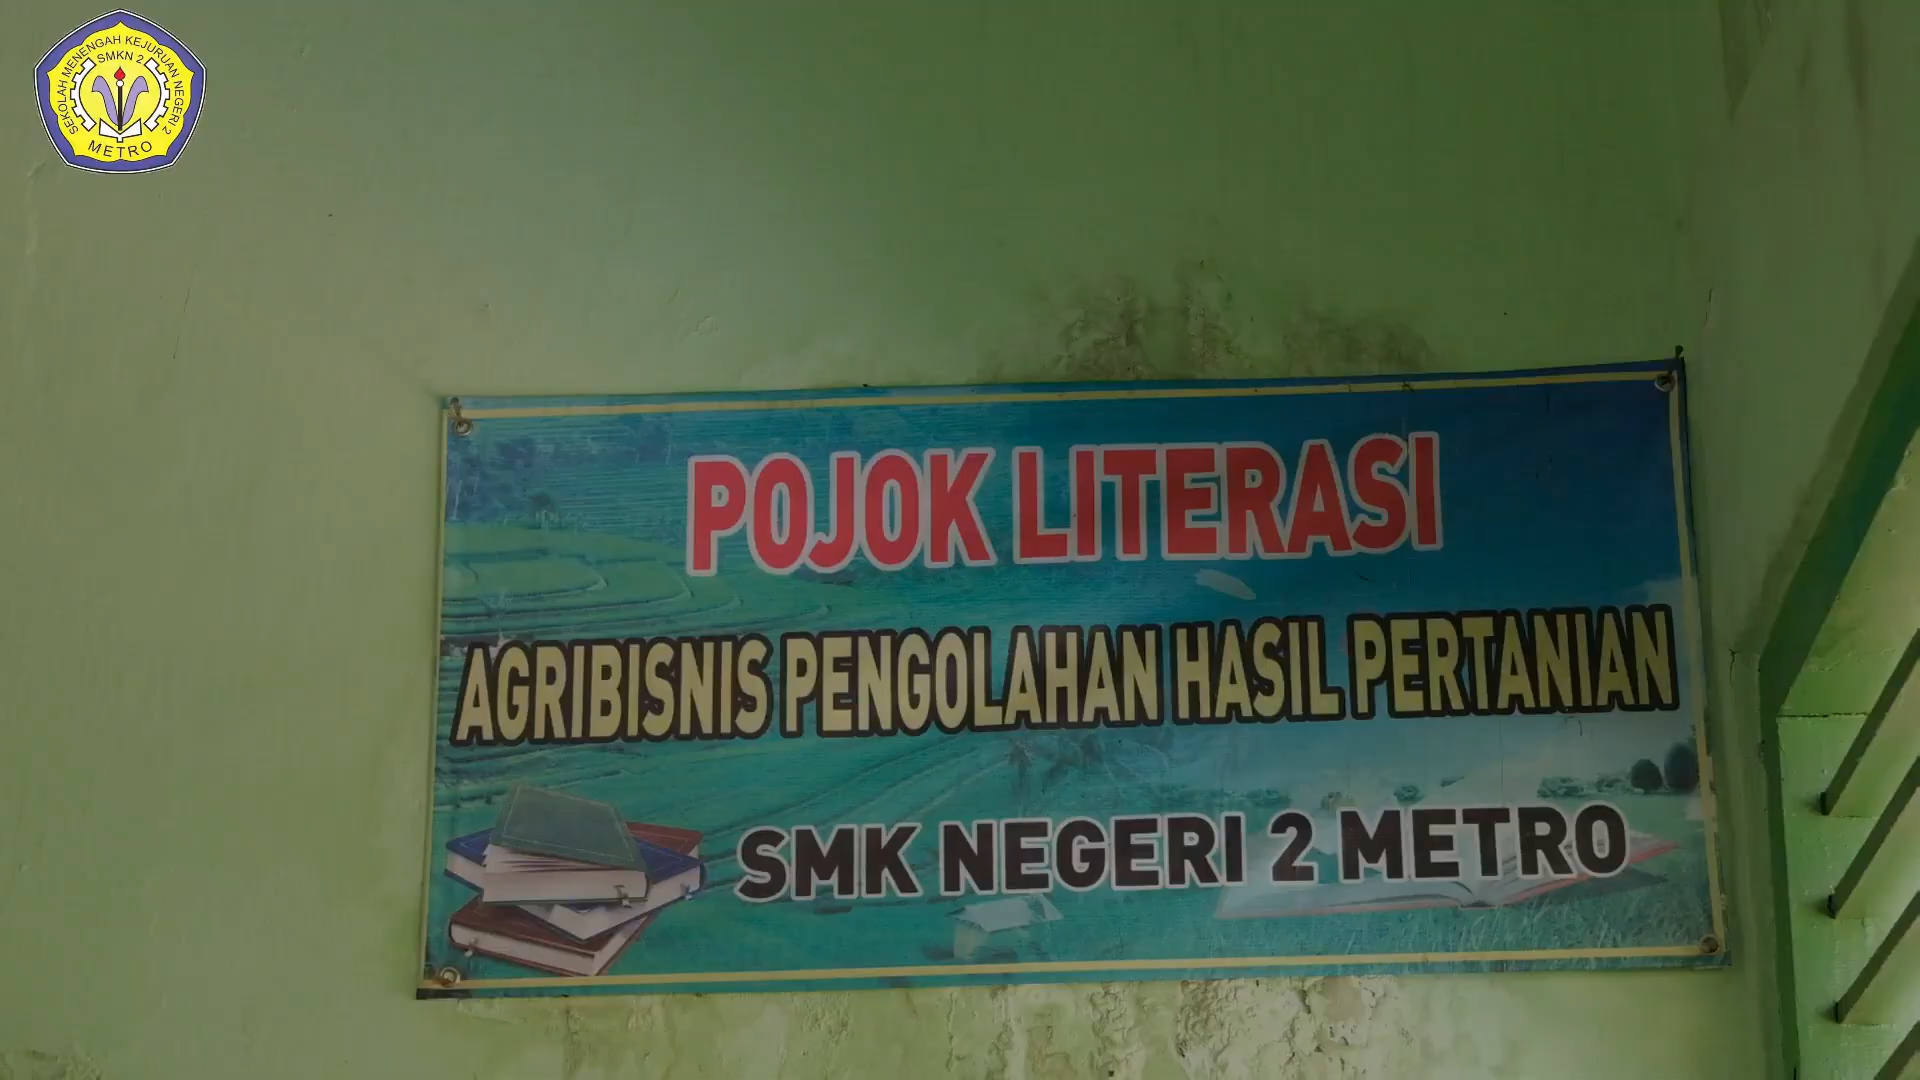 SEKOLAH MENENGAH KEJURUAN NEGERI 2
SMKN 2
METRO
POJOK LITERASI
AGRIBISNIS PENGOLAHAN HASIL PERTANIAN
SMK NEGERI 2 METRO